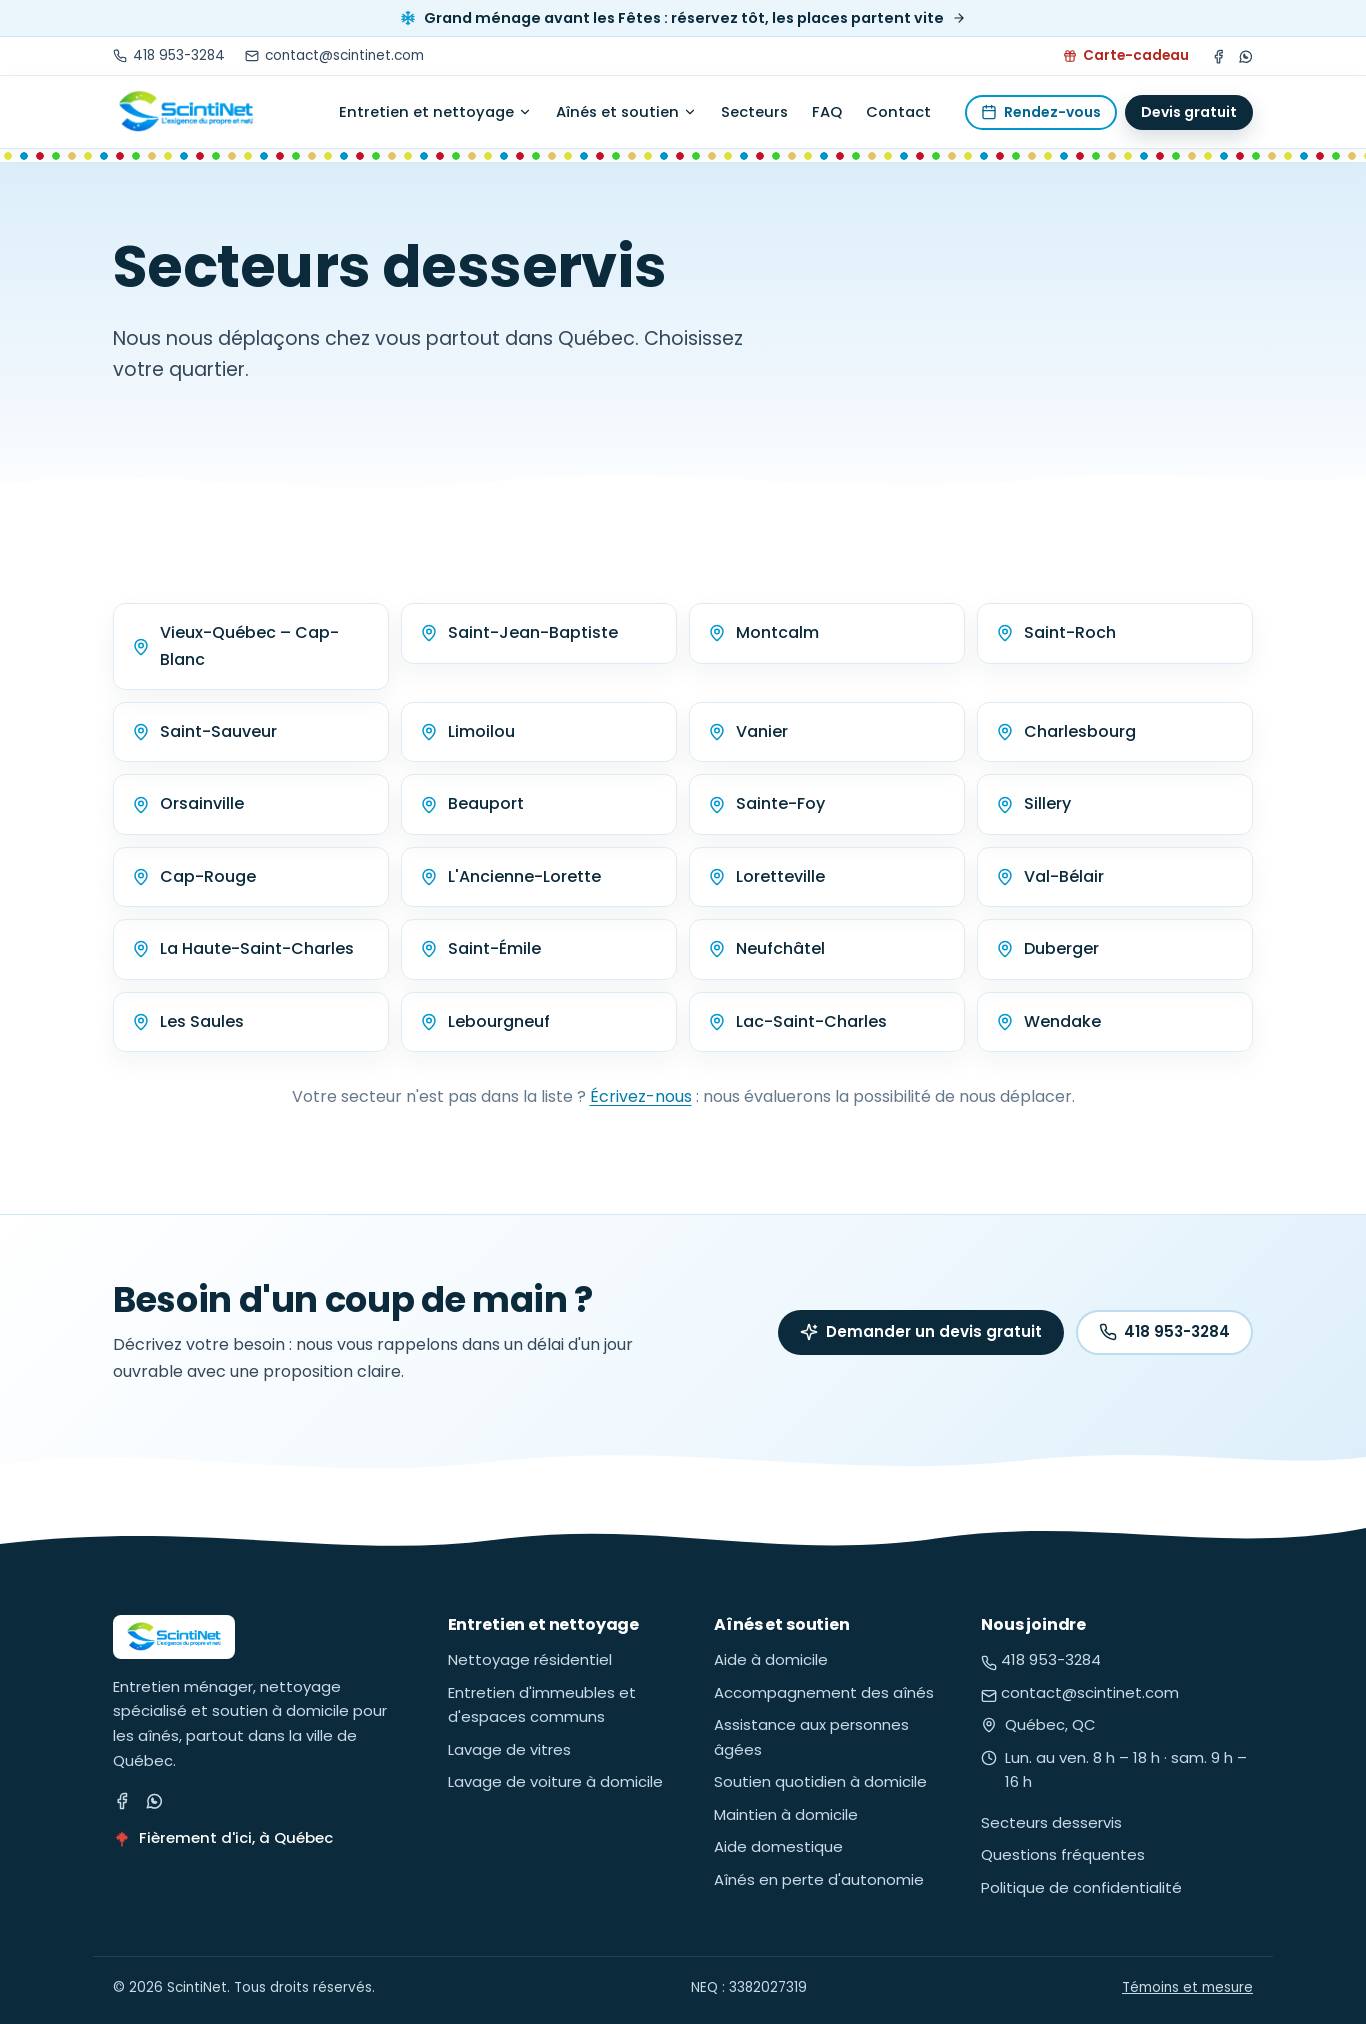 Grand ménage avant les Fêtes : réservez tôt, les places partent vite
418 953-3284 contact@scintinet.com Carte-cadeau
ScintiNet
L'exigence du propre et net!
Entretien et nettoyage Aînés et soutien Secteurs FAQ Contact Rendez-vous Devis gratuit
Secteurs desservis
Nous nous déplaçons chez vous partout dans Québec. Choisissez
votre quartier.
Vieux-Québec – Cap-
Blanc
Saint-Jean-Baptiste
Montcalm
Saint-Roch
Saint-Sauveur
Limoilou
Vanier
Charlesbourg
Orsainville
Beauport
Sainte-Foy
Sillery
Cap-Rouge
L'Ancienne-Lorette
Loretteville
Val-Bélair
La Haute-Saint-Charles
Saint-Émile
Neufchâtel
Duberger
Les Saules
Lebourgneuf
Lac-Saint-Charles
Wendake
Votre secteur n'est pas dans la liste ? Écrivez-nous : nous évaluerons la possibilité de nous déplacer.
Besoin d'un coup de main ?
Décrivez votre besoin : nous vous rappelons dans un délai d'un jour
ouvrable avec une proposition claire.
Demander un devis gratuit
418 953-3284
ScintiNet
L'exigence du propre et net!
Entretien ménager, nettoyage
spécialisé et soutien à domicile pour
les aînés, partout dans la ville de
Québec.
Fièrement d'ici, à Québec
Entretien et nettoyage
Nettoyage résidentiel
Entretien d'immeubles et
d'espaces communs
Lavage de vitres
Lavage de voiture à domicile
Aînés et soutien
Aide à domicile
Accompagnement des aînés
Assistance aux personnes
âgées
Soutien quotidien à domicile
Maintien à domicile
Aide domestique
Aînés en perte d'autonomie
Nous joindre
418 953-3284
contact@scintinet.com
Québec, QC
Lun. au ven. 8 h – 18 h · sam. 9 h –
16 h
Secteurs desservis
Questions fréquentes
Politique de confidentialité
© 2026 ScintiNet. Tous droits réservés.
NEQ : 3382027319
Témoins et mesure